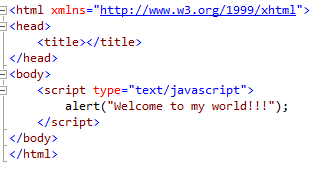 <html xmlns="http://www.w3.org/1999/xhtml">
<head>
    <title></title>
</head>
<body>
    <script type="text/javascript">
        alert("Welcome to my world!!!");
    </script>
</body>
</html>